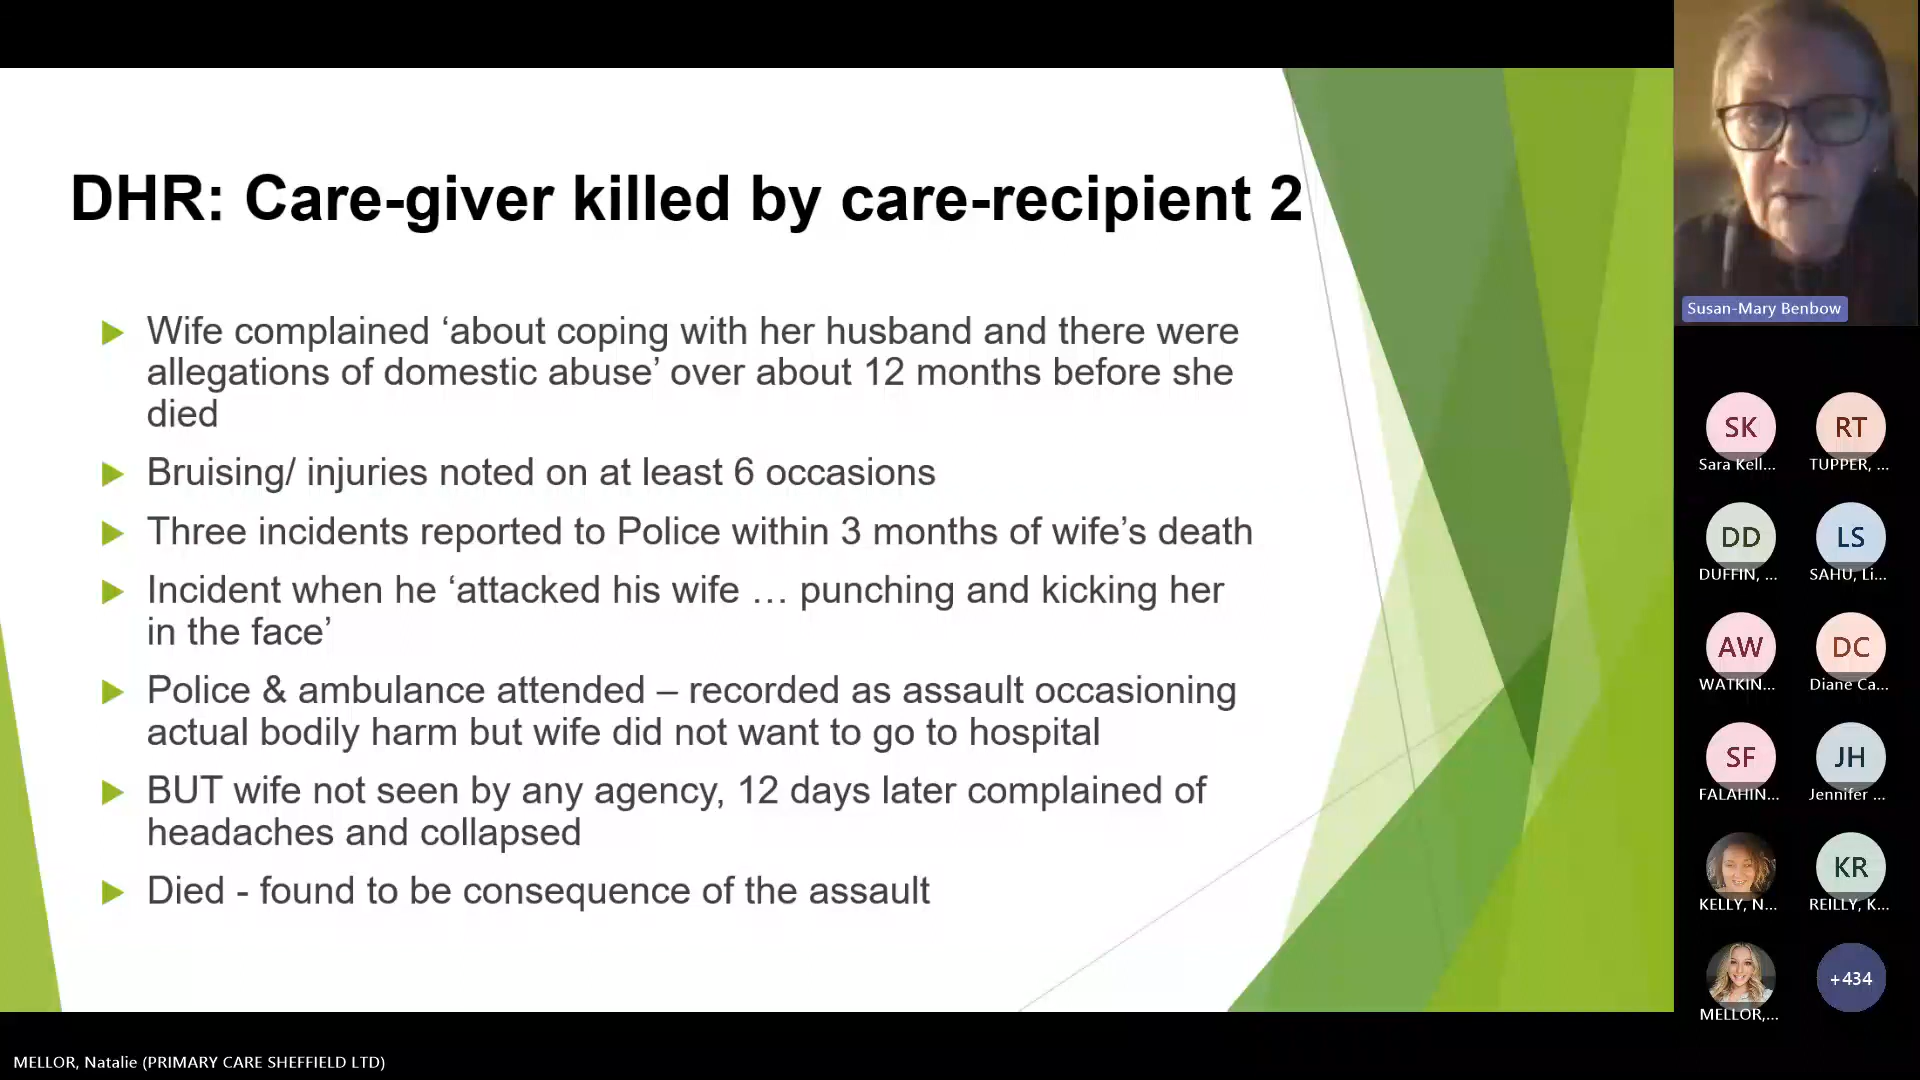 DHR: Care-giver killed by care-recipient 2
Wife complained ‘about coping with her husband and there were
allegations of domestic abuse’ over about 12 months before she
died
Bruising/ injuries noted on at least 6 occasions
Three incidents reported to Police within 3 months of wife’s death
Incident when he ‘attacked his wife … punching and kicking her
in the face’
Police & ambulance attended – recorded as assault occasioning
actual bodily harm but wife did not want to go to hospital
BUT wife not seen by any agency, 12 days later complained of
headaches and collapsed
Died - found to be consequence of the assault
Susan-Mary Benbow
SK
RT
Sara Kell...
TUPPER, ...
DD
LS
DUFFIN, ...
SAHU, Li...
AW
DC
WATKIN...
Diane Ca...
SF
JH
FALAHIN...
Jennifer ...
KR
KELLY, N...
REILLY, K...
+434
MELLOR,...
MELLOR, Natalie (PRIMARY CARE SHEFFIELD LTD)